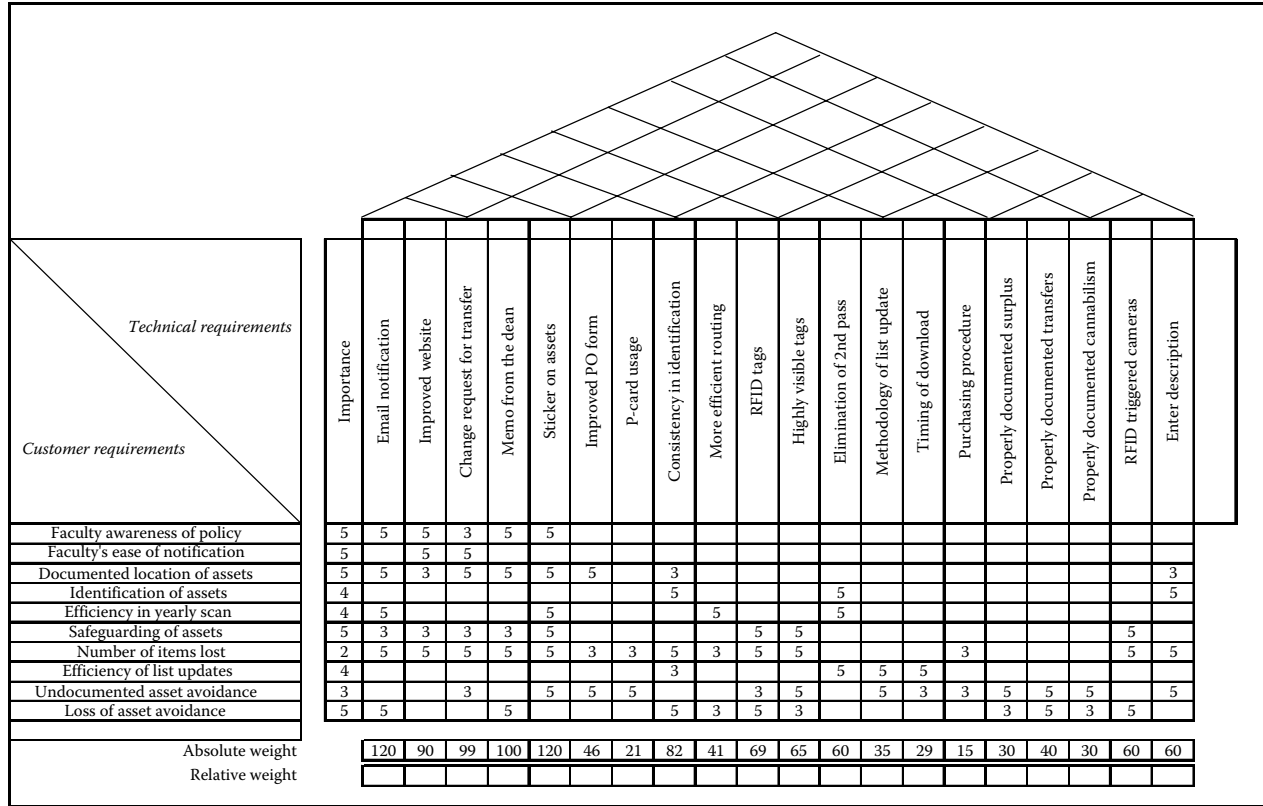 Technical requirements
Customer requirements
Importance
Email notification
Improved website
Change request for transfer
Memo from the dean
Sticker on assets
Improved PO form
P-card usage
Consistency in identification
More efficient routing
RFID tags
Highly visible tags
Elimination of 2nd pass
Methodology of list update
Timing of download
Purchasing procedure
Properly documented surplus
Properly documented transfers
Properly documented cannabilism
RFID triggered cameras
Enter description
Faculty awareness of policy 5 5 5 3 5 5
Faculty's ease of notification 5 5 5
Documented location of assets 5 5 3 5 5 5 5 3 3
Identification of assets 4 5 5 5
Efficiency in yearly scan 4 5 5 5 5
Safeguarding of assets 5 3 3 3 3 5 5 5 5
Number of items lost 2 5 5 5 5 5 3 3 5 3 5 5 3 5 5
Efficiency of list updates 4 3 5 5 5
Undocumented asset avoidance 3 3 5 5 5 3 5 5 3 3 5 5 5 5
Loss of asset avoidance 5 5 5 5 3 5 3 3 5 3 5
Absolute weight 120 90 99 100 120 46 21 82 41 69 65 60 35 29 15 30 40 30 60 60
Relative weight